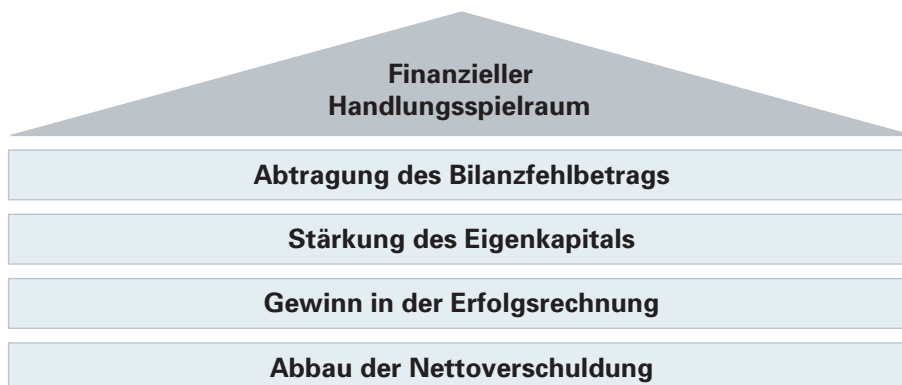 Finanzieller
Handlungsspielraum
Abtragung des Bilanzfehlbetrags
Stärkung des Eigenkapitals
Gewinn in der Erfolgsrechnung
Abbau der Nettoverschuldung